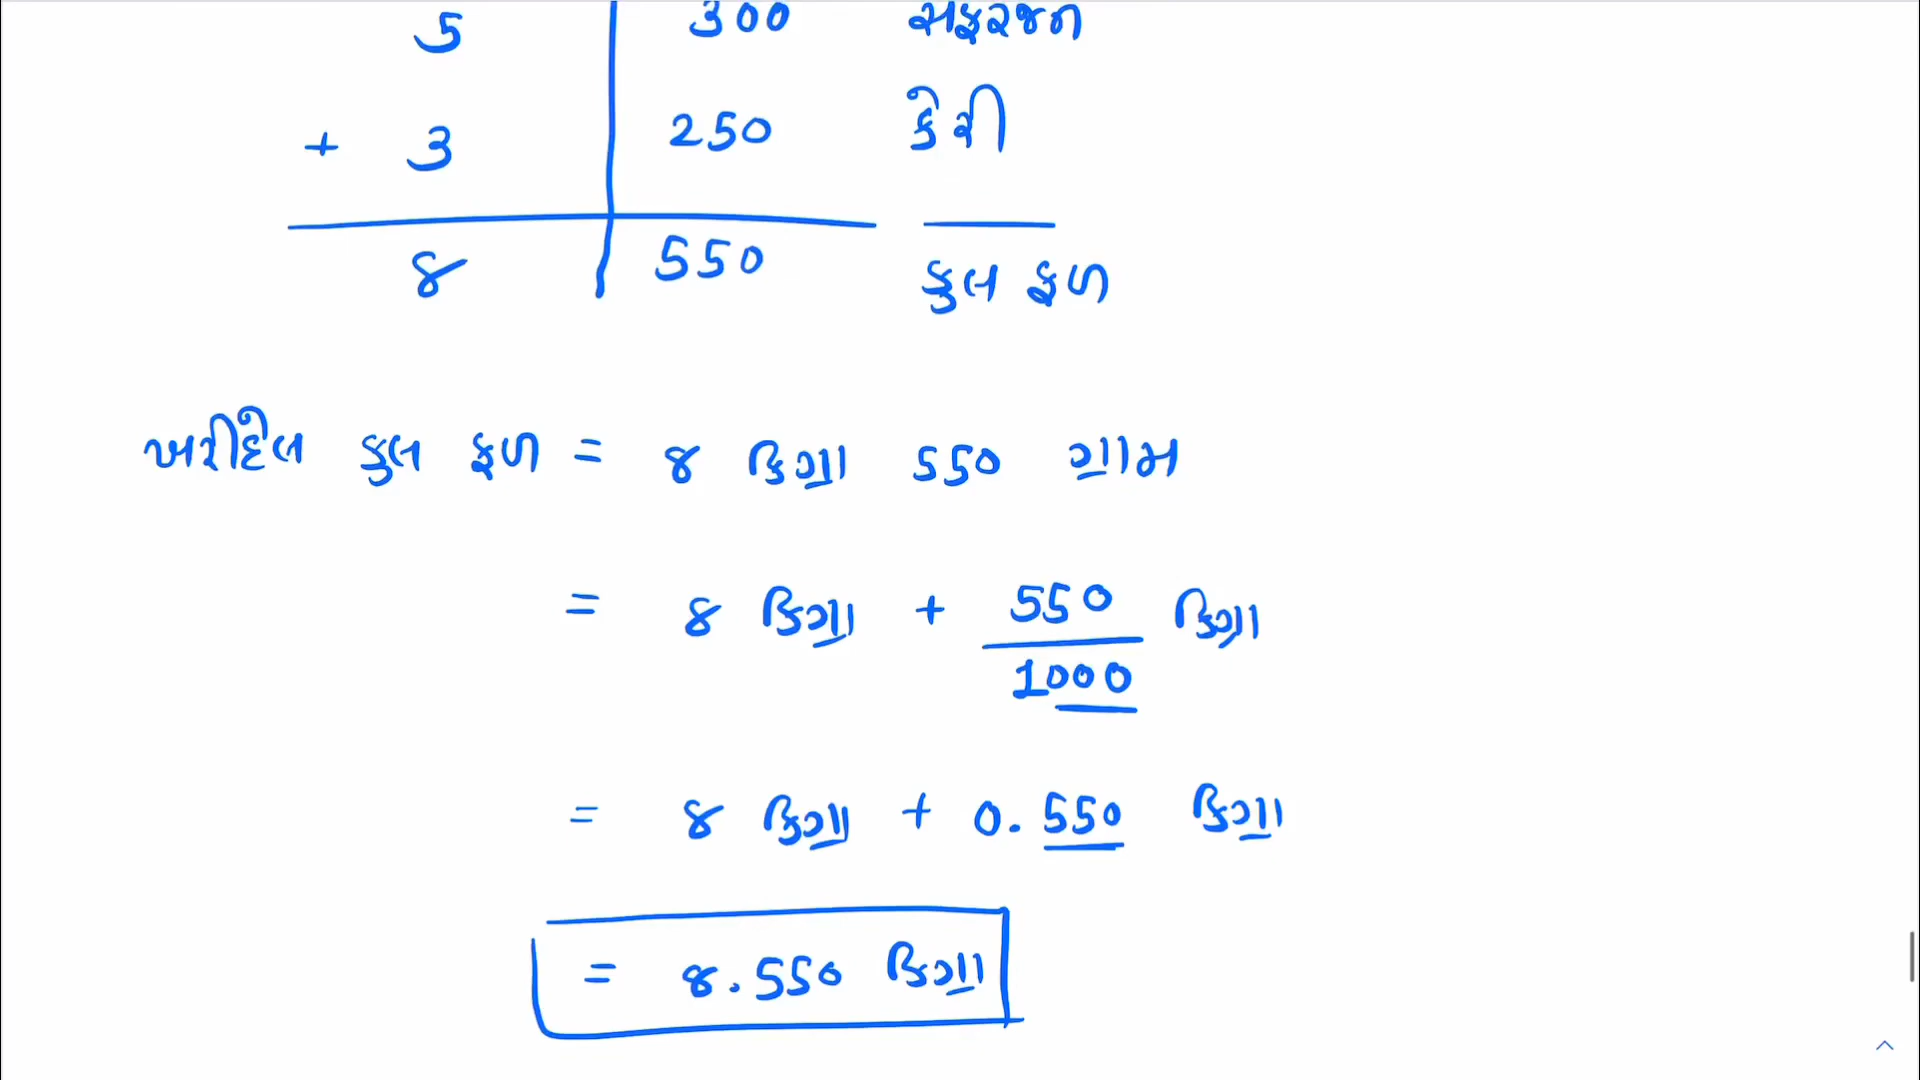 5 | 300 સફરજન
+ 3 | 250 કેરી
8 | 550 કુલ ફળ
ખરીદેલ કુલ ફળ = 8 કિગ્રા 550 ગ્રામ
= 8 કિગ્રા + 550/1000 કિગ્રા
= 8 કિગ્રા + 0.550 કિગ્રા
= 8.550 કિગ્રા